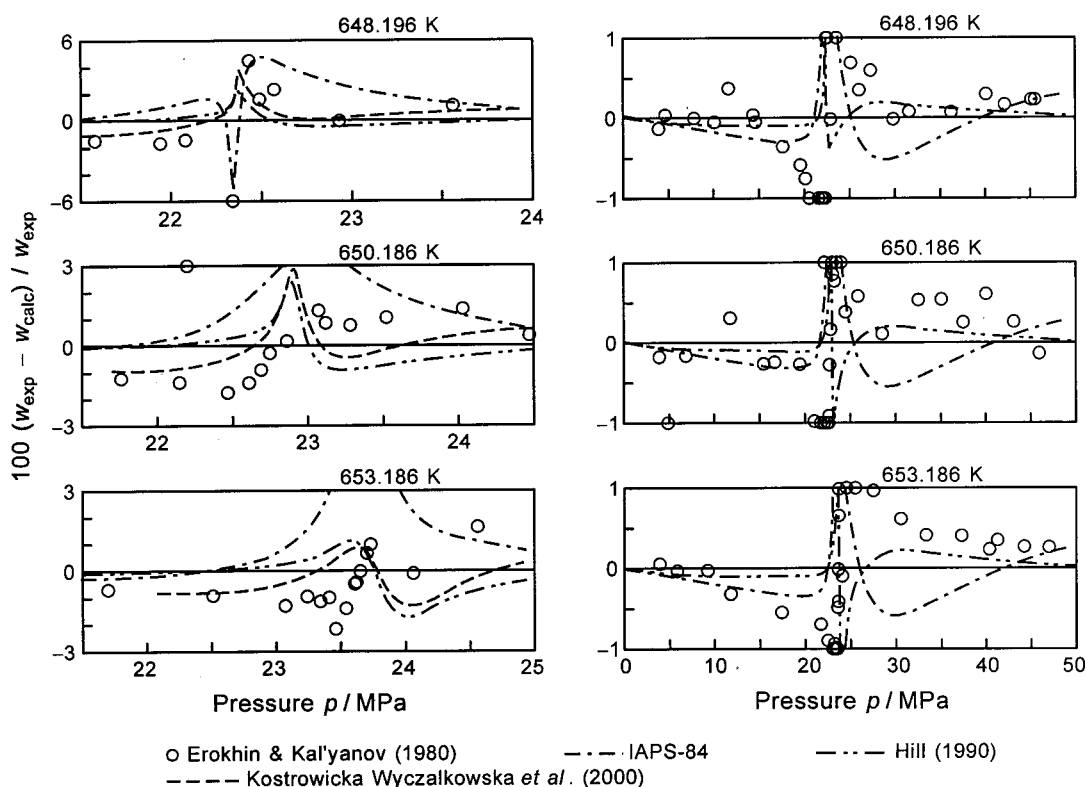 648.196 K
6
0
−6
22
23
24
648.196 K
1
0
−1
650.186 K
3
0
−3
22
23
24
650.186 K
1
0
−1
653.186 K
3
0
−3
22
23
24
25
653.186 K
1
0
−1
0
10
20
30
40
50
100 (wexp − wcalc) / wexp
Pressure p / MPa
Pressure p / MPa
Erokhin & Kal'yanov (1980)
IAPS-84
Hill (1990)
Kostrowicka Wyczalkowska et al. (2000)